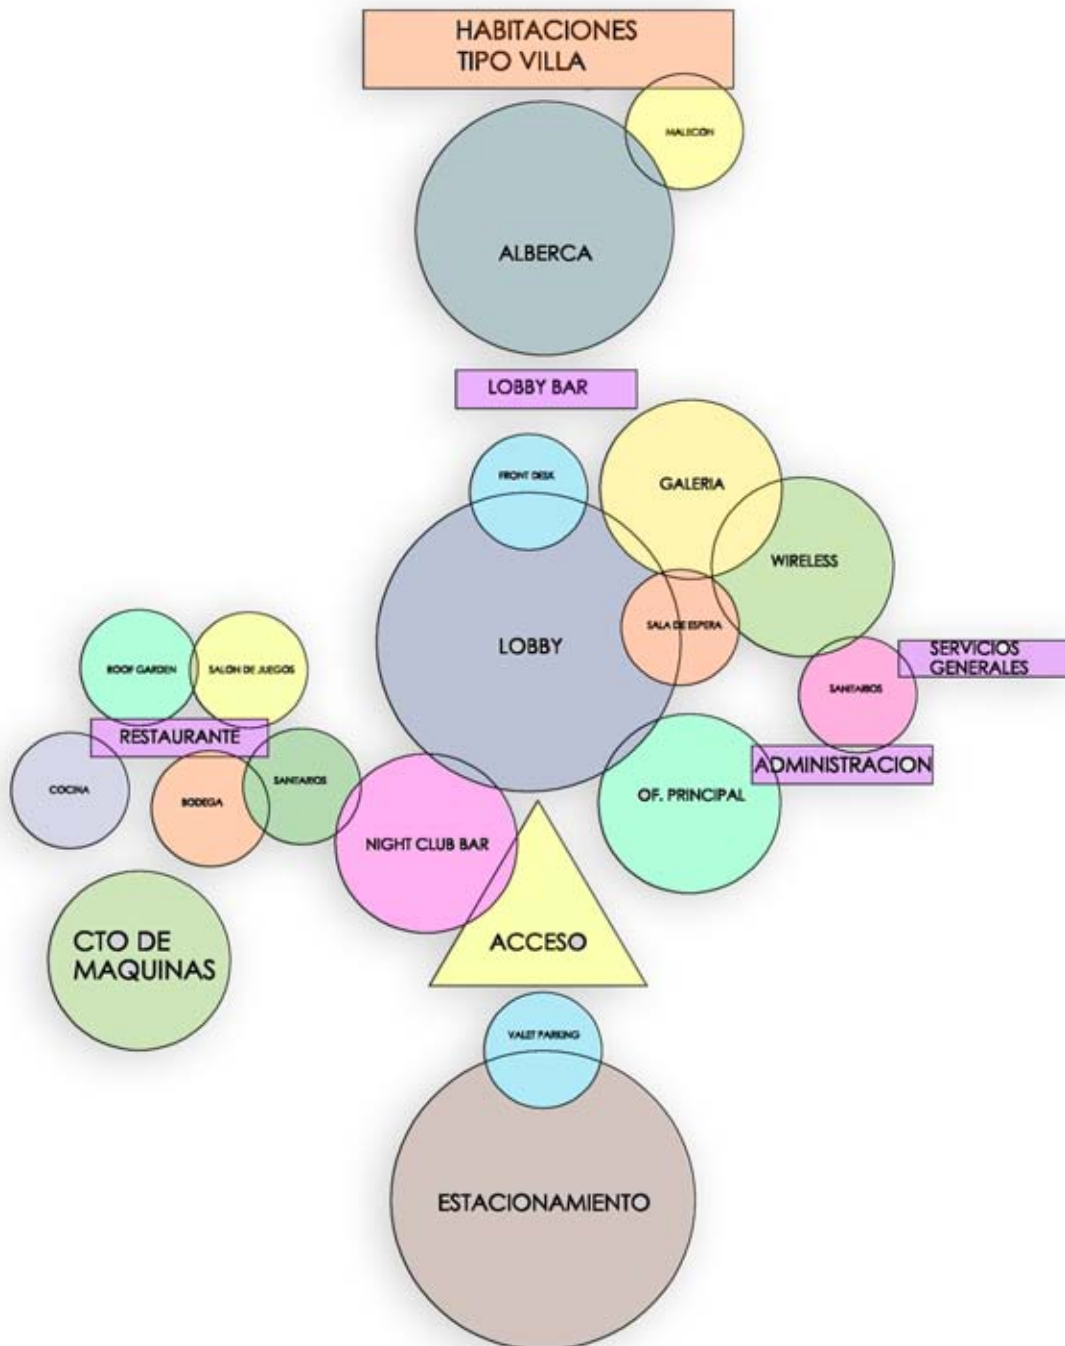 HABITACIONES
TIPO VILLA
MALECÓN
ALBERCA
LOBBY BAR
FRONT DESK
GALERIA
WIRELESS
SALA DE ESPERA
LOBBY
SERVICIOS
GENERALES
ROOF GARDEN
SALÓN DE JUEGOS
SANITARIOS
RESTAURANTE
ADMINISTRACION
COCINA
BODEGA
SANITARIOS
OF. PRINCIPAL
NIGHT CLUB BAR
CTO DE
MAQUINAS
ACCESO
VALET PARKING
ESTACIONAMIENTO